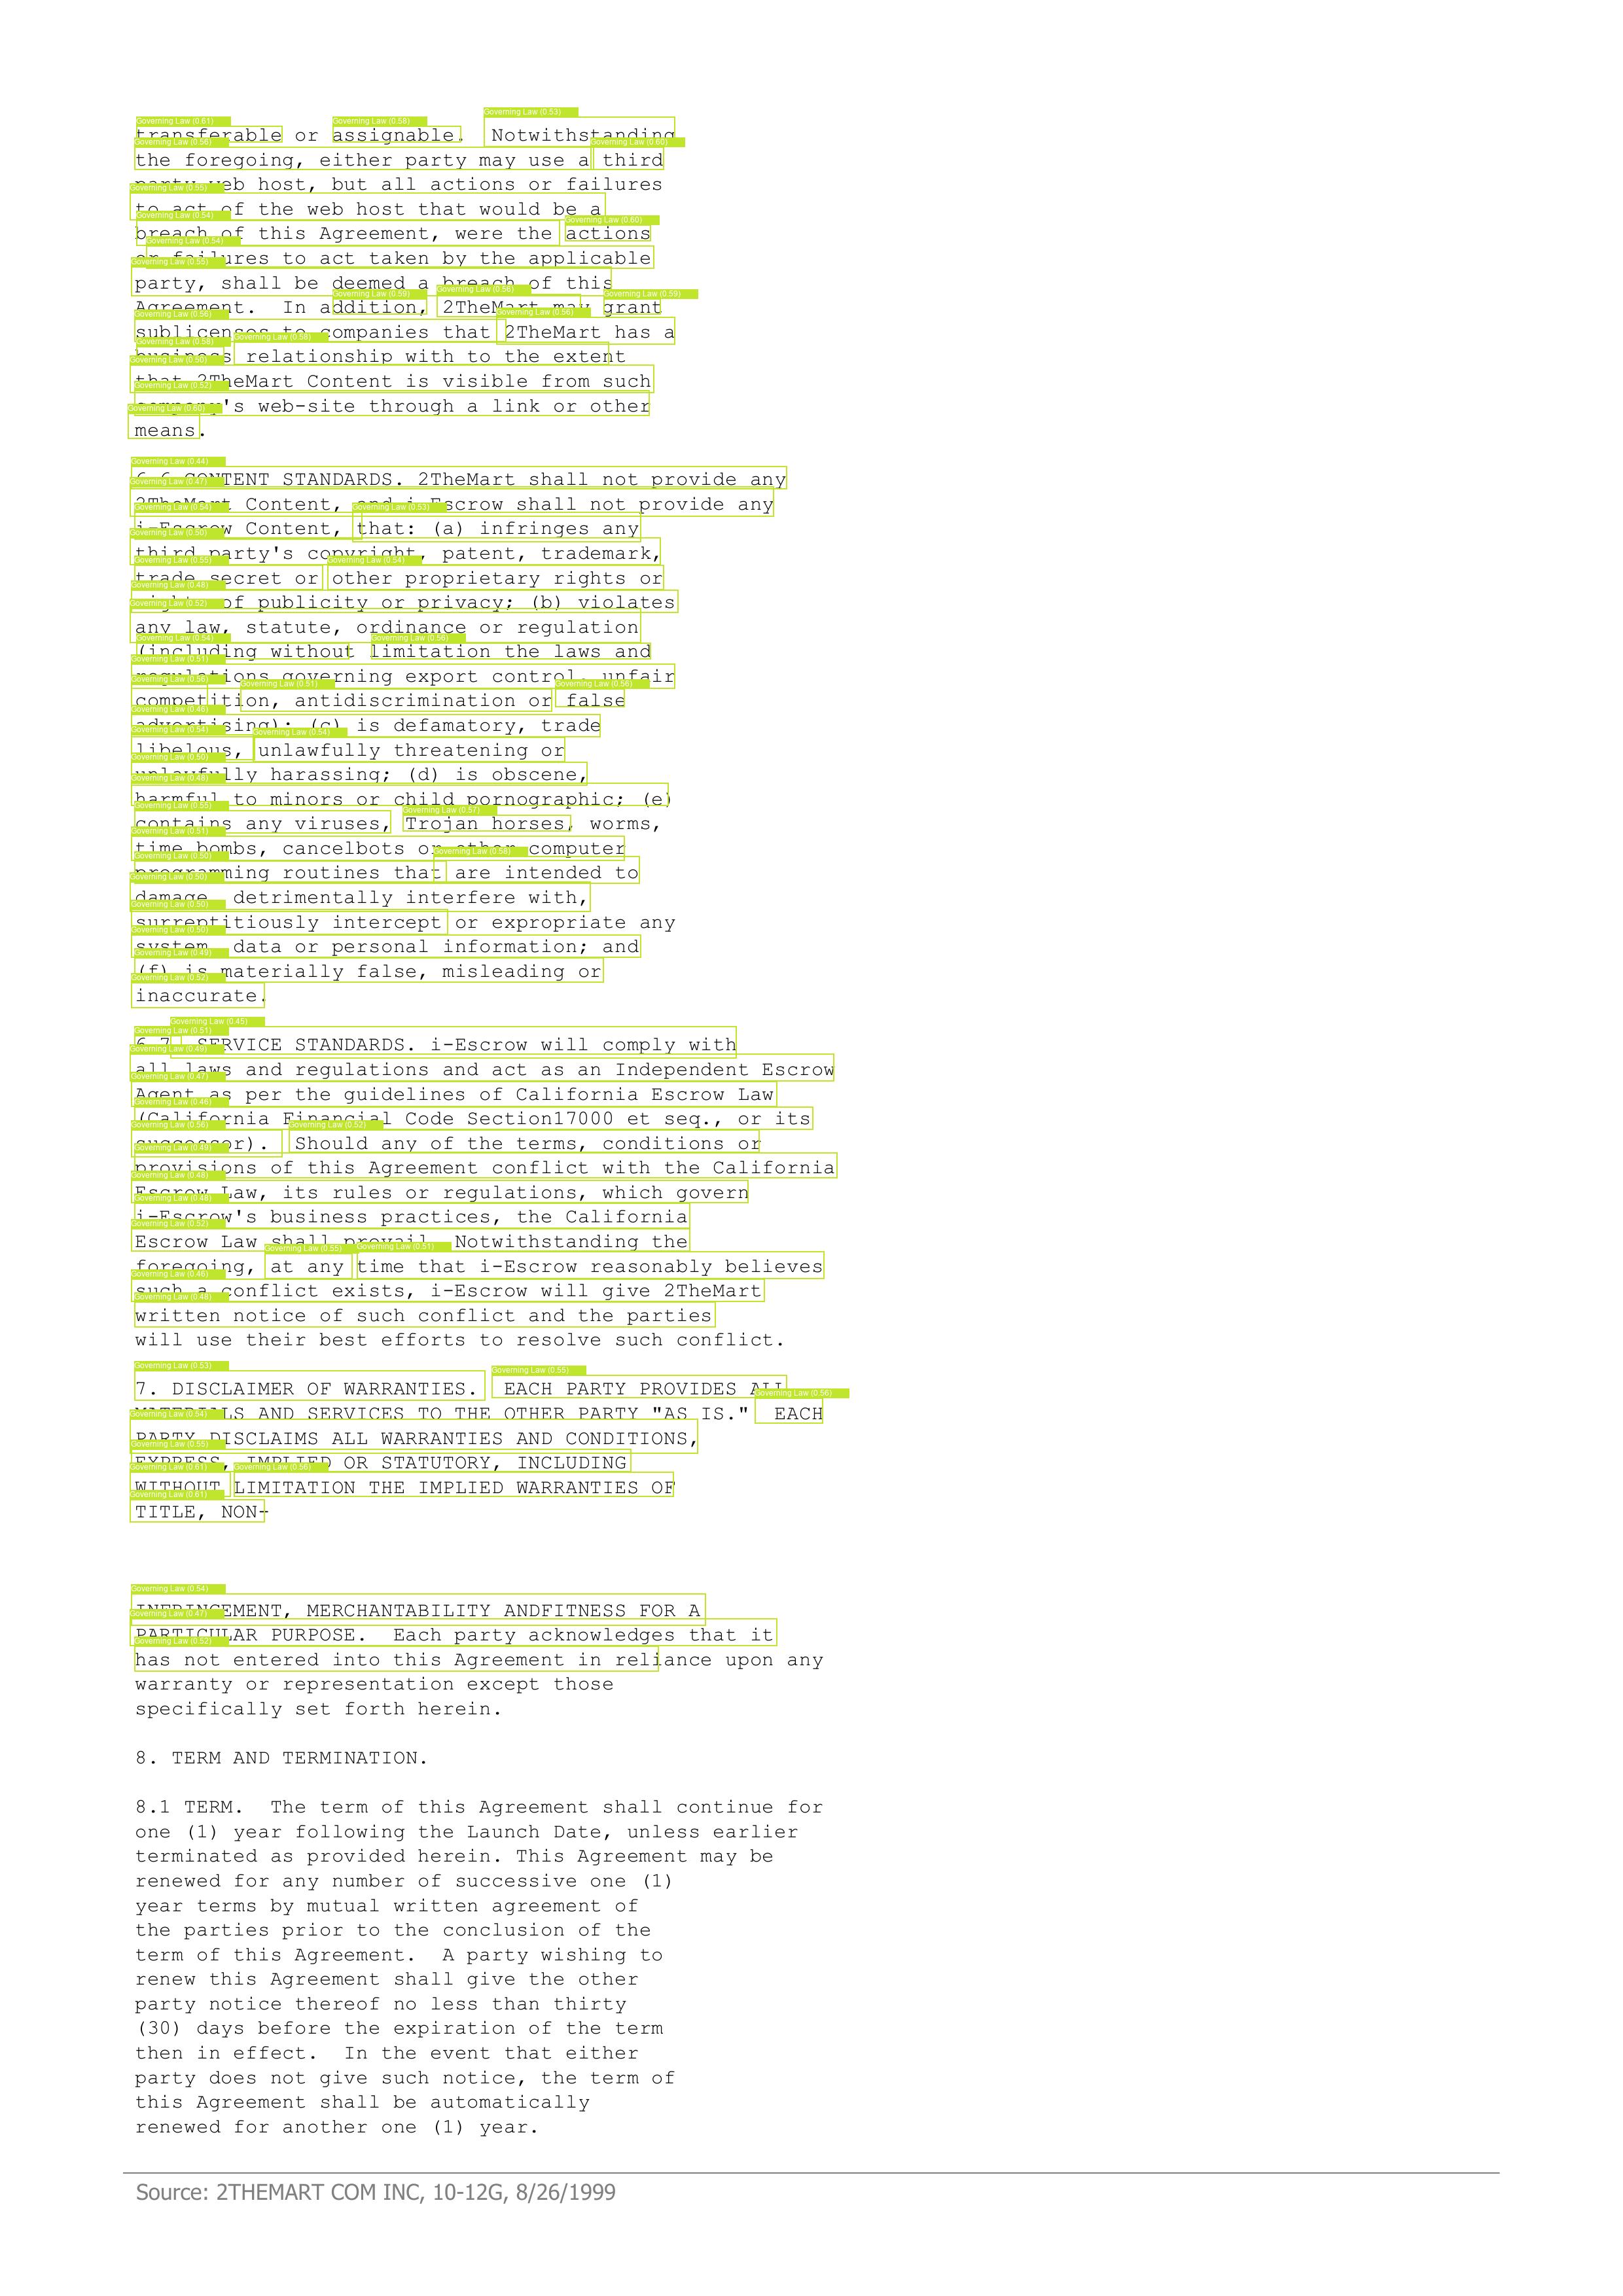 transferable or assignable.  Notwithstanding
the foregoing, either party may use a third
party web host, but all actions or failures
to act of the web host that would be a
breach of this Agreement, were the actions
or failures to act taken by the applicable
party, shall be deemed a breach of this
Agreement.  In addition, 2TheMart may grant
sublicenses to companies that 2TheMart has a
business relationship with to the extent
that 2TheMart Content is visible from such
company's web-site through a link or other
means.
6.6 CONTENT STANDARDS. 2TheMart shall not provide any
2TheMart Content, and i-Escrow shall not provide any
i-Escrow Content, that: (a) infringes any
third party's copyright, patent, trademark,
trade secret or other proprietary rights or
rights of publicity or privacy; (b) violates
any law, statute, ordinance or regulation
(including without limitation the laws and
regulations governing export control, unfair
competition, antidiscrimination or false
advertising); (c) is defamatory, trade
libelous, unlawfully threatening or
unlawfully harassing; (d) is obscene,
harmful to minors or child pornographic; (e)
contains any viruses, Trojan horses, worms,
time bombs, cancelbots or other computer
programming routines that are intended to
damage, detrimentally interfere with,
surreptitiously intercept or expropriate any
system, data or personal information; and
(f) is materially false, misleading or
inaccurate.
6.7  SERVICE STANDARDS. i-Escrow will comply with
all laws and regulations and act as an Independent Escrow
Agent as per the guidelines of California Escrow Law
(California Financial Code Section17000 et seq., or its
successor).  Should any of the terms, conditions or
provisions of this Agreement conflict with the California
Escrow Law, its rules or regulations, which govern
i-Escrow's business practices, the California
Escrow Law shall prevail. Notwithstanding the
foregoing, at any time that i-Escrow reasonably believes
such a conflict exists, i-Escrow will give 2TheMart
written notice of such conflict and the parties
will use their best efforts to resolve such conflict.
7. DISCLAIMER OF WARRANTIES.  EACH PARTY PROVIDES ALL
MATERIALS AND SERVICES TO THE OTHER PARTY "AS IS."  EACH
PARTY DISCLAIMS ALL WARRANTIES AND CONDITIONS,
EXPRESS, IMPLIED OR STATUTORY, INCLUDING
WITHOUT LIMITATION THE IMPLIED WARRANTIES OF
TITLE, NON-
INFRINGEMENT, MERCHANTABILITY ANDFITNESS FOR A
PARTICULAR PURPOSE.  Each party acknowledges that it
has not entered into this Agreement in reliance upon any
warranty or representation except those
specifically set forth herein.
8. TERM AND TERMINATION.
8.1 TERM.  The term of this Agreement shall continue for
one (1) year following the Launch Date, unless earlier
terminated as provided herein. This Agreement may be
renewed for any number of successive one (1)
year terms by mutual written agreement of
the parties prior to the conclusion of the
term of this Agreement.  A party wishing to
renew this Agreement shall give the other
party notice thereof no less than thirty
(30) days before the expiration of the term
then in effect.  In the event that either
party does not give such notice, the term of
this Agreement shall be automatically
renewed for another one (1) year.
Source: 2THEMART COM INC, 10-12G, 8/26/1999